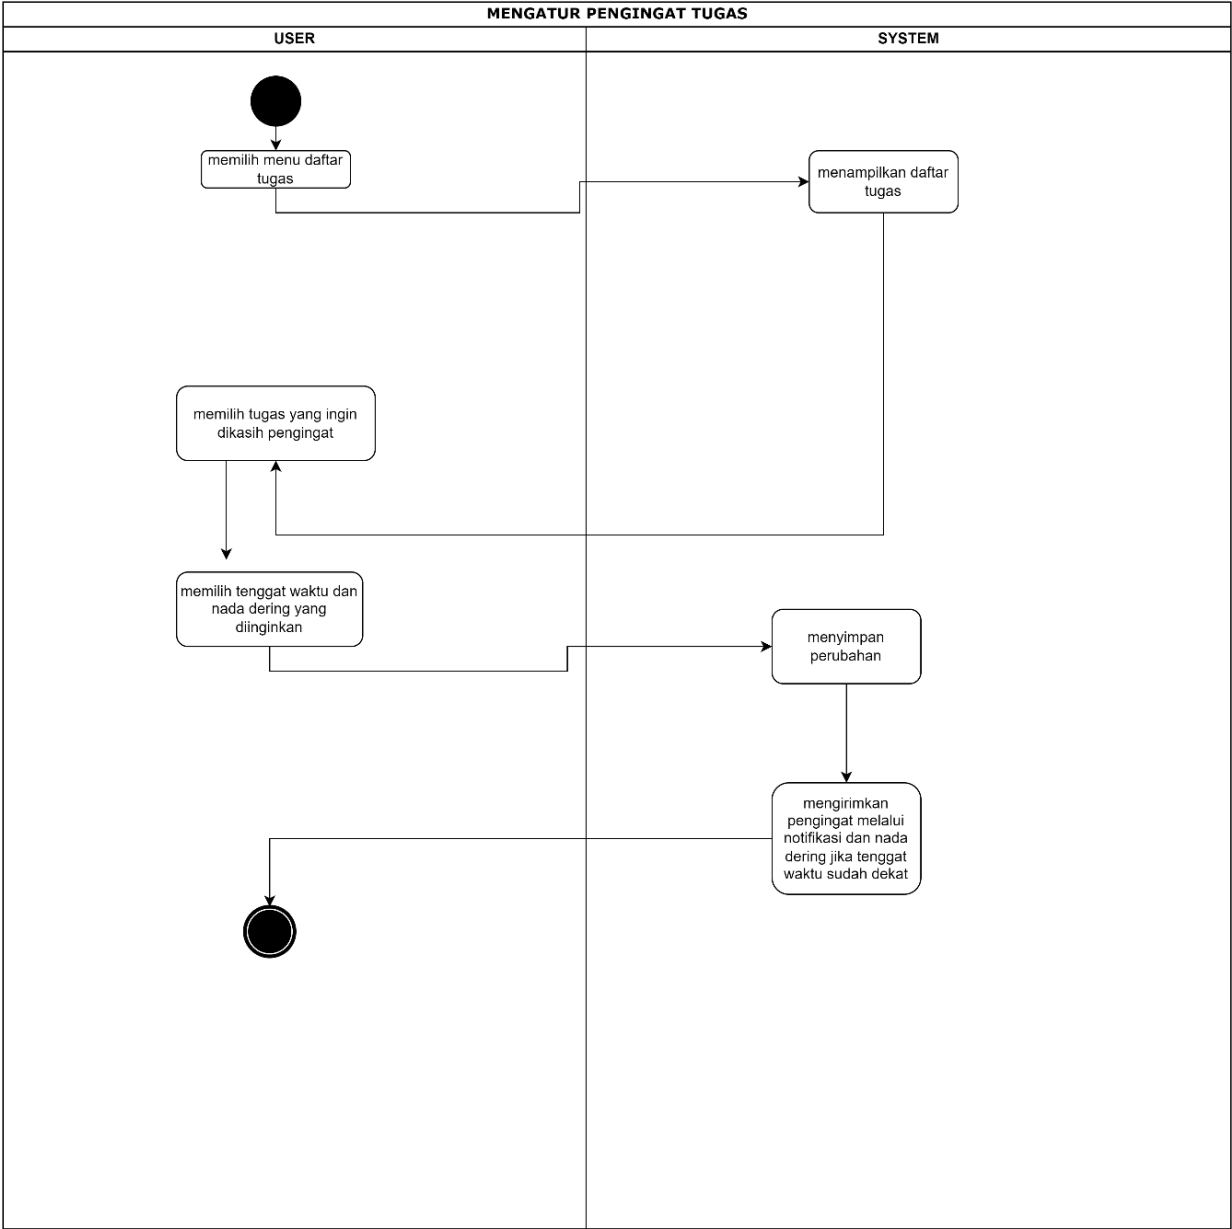 MENGATUR PENGINGAT TUGAS
USER
SYSTEM
memilih menu daftar
tugas
menampilkan daftar
tugas
memilih tugas yang ingin
dikasih pengingat
memilih tenggat waktu dan
nada dering yang
diinginkan
menyimpan
perubahan
mengirimkan
pengingat melalui
notifikasi dan nada
dering jika tenggat
waktu sudah dekat